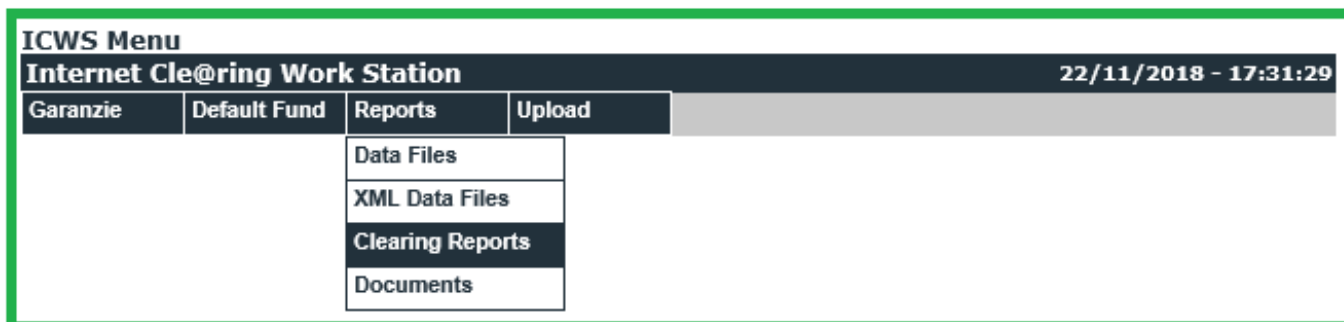 ICWS Menu
Internet Cle@ring Work Station 22/11/2018 - 17:31:29
Garanzie Default Fund Reports Upload
Data Files
XML Data Files
Clearing Reports
Documents